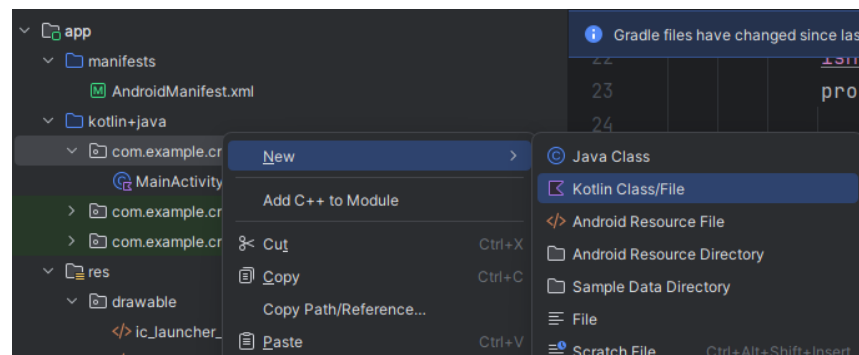 app
manifests
AndroidManifest.xml
kotlin+java
com.example.cr
MainActivity
com.example.cr
com.example.cr
res
drawable
ic_launcher_
New
Add C++ to Module
Cut Ctrl+X
Copy Ctrl+C
Copy Path/Reference...
Paste Ctrl+V
Java Class
Kotlin Class/File
Android Resource File
Android Resource Directory
Sample Data Directory
File
Scratch File Ctrl+Alt+Shift+Insert
Gradle files have changed since las
22
23 pro
24